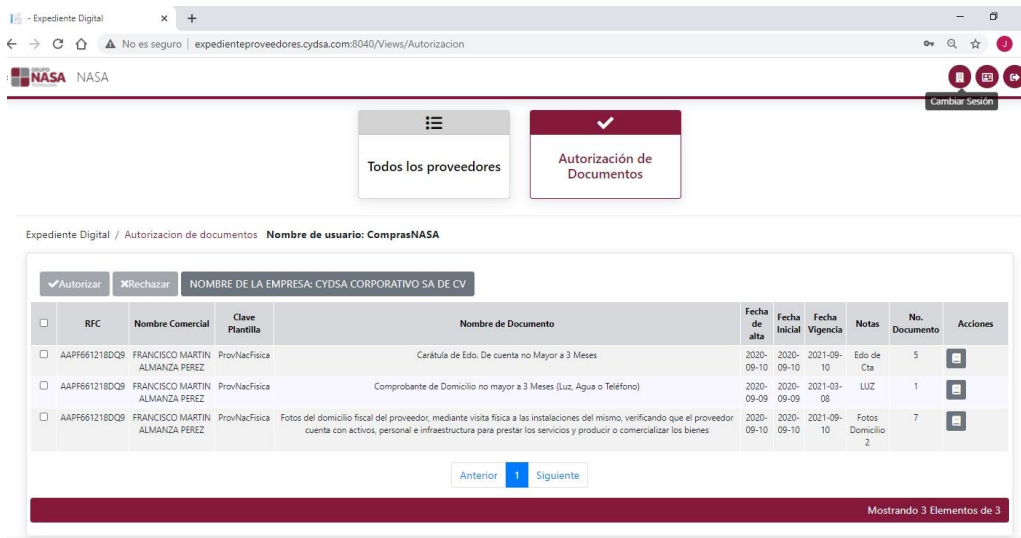 - Expediente Digital
No es seguro | expedienteproveedores.cydsa.com:8040/Views/Autorizacion
J
GRUPO
NASA NASA
Cambiar Sesión
Todos los proveedores
Autorización de
Documentos
Expediente Digital / Autorizacion de documentos Nombre de usuario: ComprasNASA
Autorizar Rechazar NOMBRE DE LA EMPRESA: CYDSA CORPORATIVO SA DE CV
RFC Nombre Comercial Clave Plantilla Nombre de Documento Fecha de alta Fecha Inicial Fecha Vigencia Notas No. Documento Acciones
AAPF661218DQ9 FRANCISCO MARTIN ALMANZA PEREZ ProvNacFisica Carátula de Edo. De cuenta no Mayor a 3 Meses 2020-09-10 2020-09-10 2021-09-10 Edo de Cta 5
AAPF661218DQ9 FRANCISCO MARTIN ALMANZA PEREZ ProvNacFisica Comprobante de Domicilio no mayor a 3 Meses (Luz, Agua o Teléfono) 2020-09-09 2020-09-09 2021-03-08 LUZ 1
AAPF661218DQ9 FRANCISCO MARTIN ALMANZA PEREZ ProvNacFisica Fotos del domicilio fiscal del proveedor, mediante visita física a las instalaciones del mismo, verificando que el proveedor cuenta con activos, personal e infraestructura para prestar los servicios y producir o comercializar los bienes 2020-09-10 2020-09-10 2021-09-10 Fotos Domicilio 2 7
Anterior 1 Siguiente
Mostrando 3 Elementos de 3